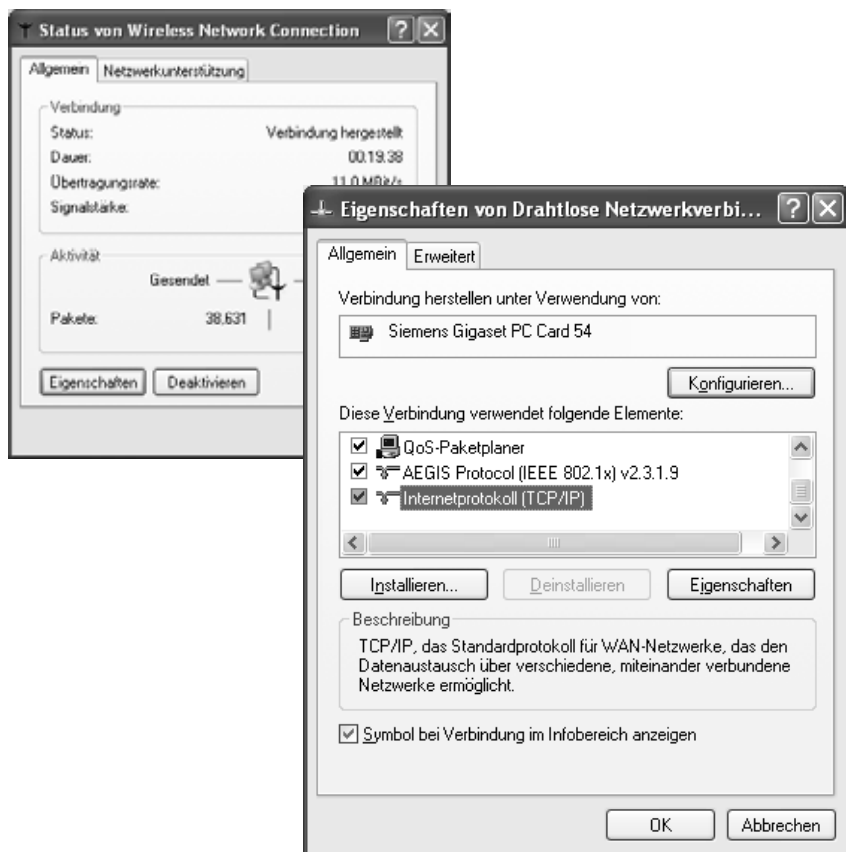 Status von Wireless Network Connection
Allgemein Netzwerkunterstützung
Verbindung
Status: Verbindung hergestellt
Dauer: 00:19:38
Übertragungsrate: 11,0 MBit/s
Signalstärke:
Aktivität
Gesendet
Pakete: 38,631
Eigenschaften Deaktivieren
Eigenschaften von Drahtlose Netzwerkverbi...
Allgemein Erweitert
Verbindung herstellen unter Verwendung von:
Siemens Gigaset PC Card 54
Konfigurieren...
Diese Verbindung verwendet folgende Elemente:
QoS-Paketplaner
AEGIS Protocol (IEEE 802.1x) v2.3.1.9
Internetprotokoll (TCP/IP)
Installieren... Deinstallieren Eigenschaften
Beschreibung
TCP/IP, das Standardprotokoll für WAN-Netzwerke, das den
Datenaustausch über verschiedene, miteinander verbundene
Netzwerke ermöglicht.
Symbol bei Verbindung im Infobereich anzeigen
OK Abbrechen